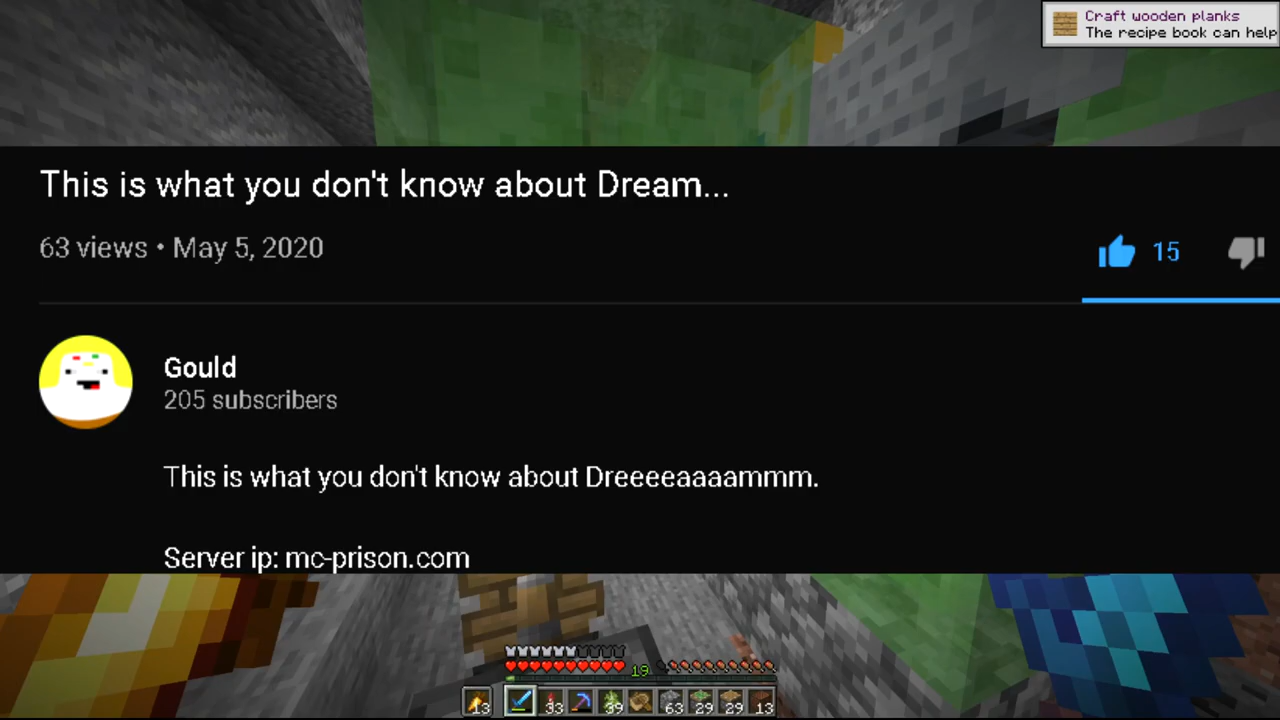 Craft wooden planks
The recipe book can help
This is what you don't know about Dream...
63 views • May 5, 2020
15
Gould
205 subscribers
This is what you don't know about Dreeeeaaaammm.
Server ip: mc-prison.com
19
13 33 39 63 29 29 13